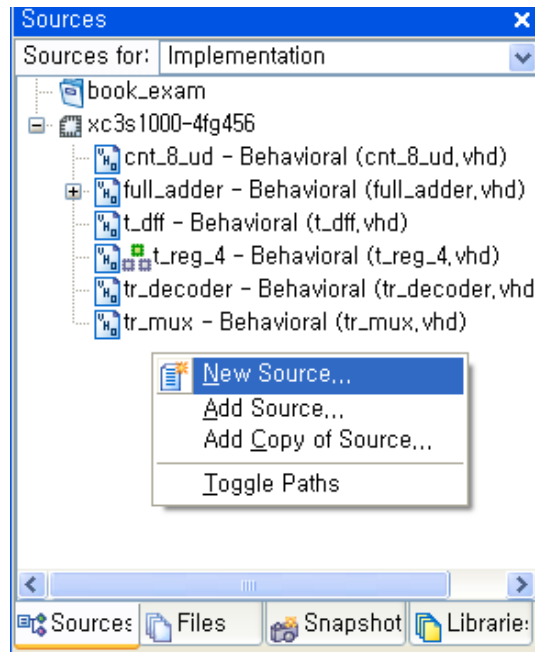 Sources
Sources for: Implementation
book_exam
xc3s1000-4fg456
cnt_8_ud - Behavioral (cnt_8_ud,vhd)
full_adder - Behavioral (full_adder,vhd)
t_dff - Behavioral (t_dff,vhd)
t_reg_4 - Behavioral (t_reg_4,vhd)
tr_decoder - Behavioral (tr_decoder,vhd
tr_mux - Behavioral (tr_mux,vhd)
New Source,,,
Add Source,,,
Add Copy of Source,,,
Toggle Paths
Sources Files Snapshot Librarie